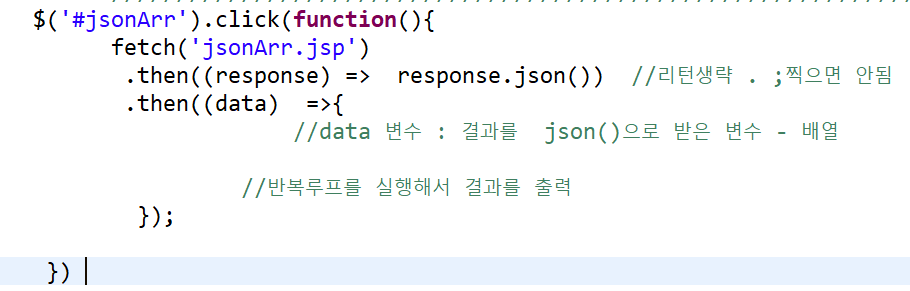 $('#jsonArr').click(function(){
fetch('jsonArr.jsp')
.then((response) => response.json()) //리턴생략 . ;찍으면 안됨
.then((data) =>{
//data 변수 : 결과를 json()으로 받은 변수 - 배열
//반복루프를 실행해서 결과를 출력
});
})